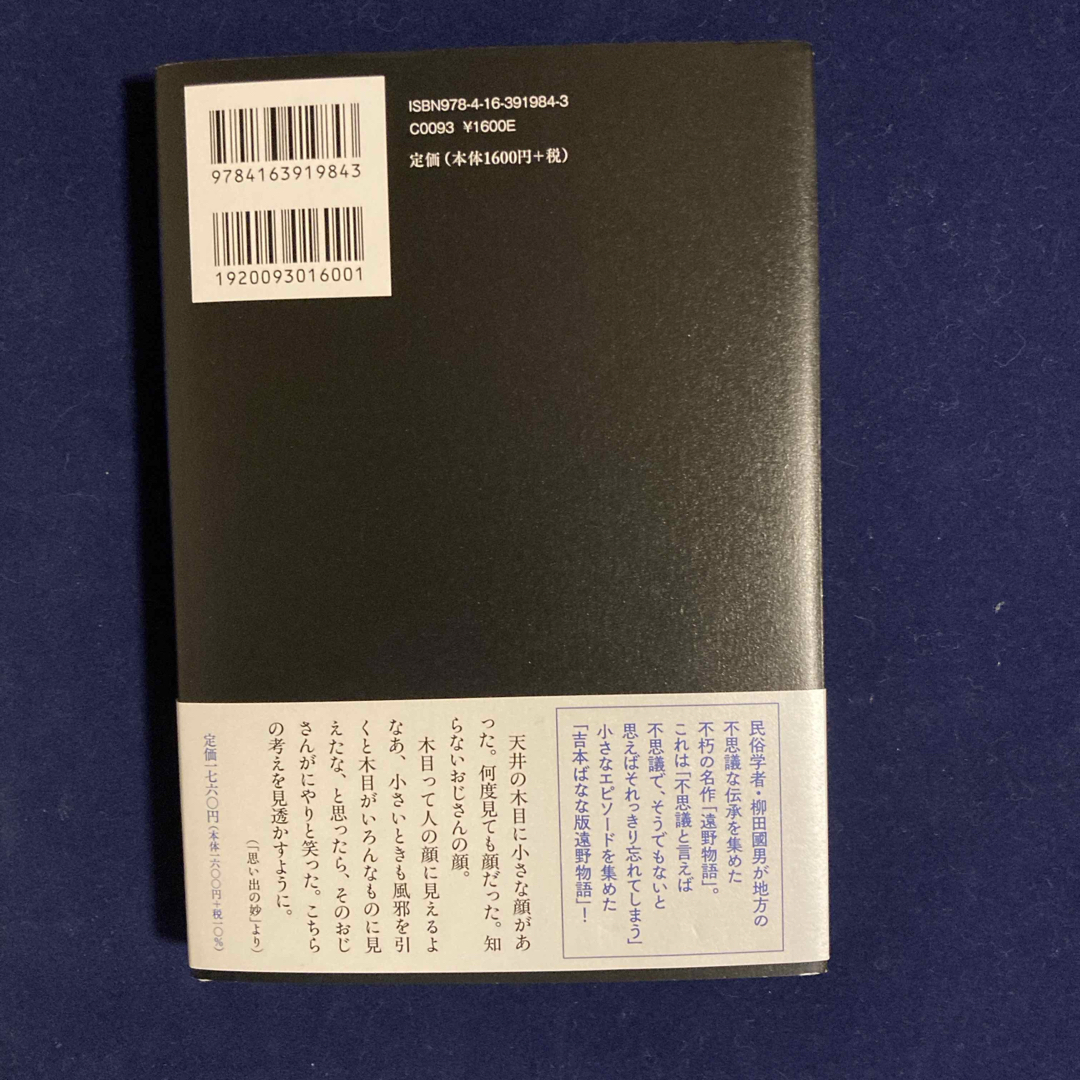 ISBN978-4-16-391984-3
C0093 ¥1600E
定価（本体1600円＋税）
9784163919843
1920093016001
民俗学者・柳田國男が地方の
不思議な伝承を集めた
不朽の名作「遠野物語」。
これは「不思議と言えば
不思議で、そうでもないと
思えばそれっきり忘れてしまう」
小さなエピソードを集めた
「吉本ばなな版遠野物語」！
天井の木目に小さな顔があ
った。何度見ても顔だった。知
らないおじさんの顔。
木目って人の顔に見えるよ
なあ、小さいときも風邪を引
くと木目がいろんなものに見
えたな、と思ったら、そのおじ
さんがにやりと笑った。こちら
の考えを見透かすように。
（「思い出の妙」より）
定価一七六〇円（本体一六〇〇円＋税一〇％）